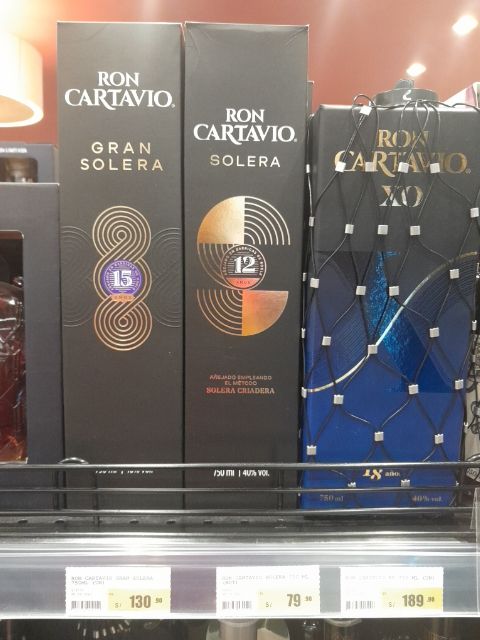 RON
CARTAVIO®
GRAN
SOLERA
15
AÑOS
RON
CARTAVIO®
SOLERA
12
AÑOS
AÑEJADO EMPLEANDO
EL MÉTODO
SOLERA CRIADERA
750 ml | 40% VOL.
RON
CARTAVIO®
XO
18 años
750 ml 40% vol.
RON CARTAVIO GRAN SOLERA
S/ 130.90
RON CARTAVIO SOLERA 750 ML
S/ 79.90
S/ 189.90